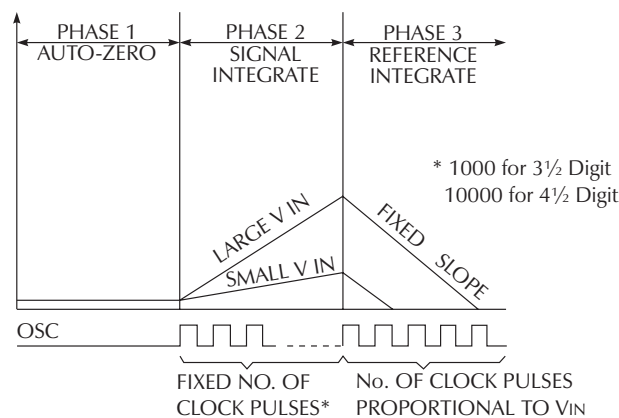 PHASE 1
AUTO-ZERO
PHASE 2
SIGNAL
INTEGRATE
PHASE 3
REFERENCE
INTEGRATE
* 1000 for 3½ Digit
10000 for 4½ Digit
LARGE V IN
SMALL V IN
FIXED SLOPE
OSC
FIXED NO. OF
CLOCK PULSES*
No. OF CLOCK PULSES
PROPORTIONAL TO VIN